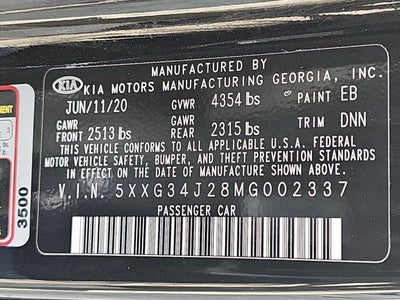 MANUFACTURED BY
KIA KIA MOTORS MANUFACTURING GEORGIA, INC.
JUN/11/20 GVWR 4354 lbs PAINT EB
GAWR FRONT 2513 lbs GAWR REAR 2315 lbs TRIM DNN
THIS VEHICLE CONFORMS TO ALL APPLICABLE U.S.A. FEDERAL
MOTOR VEHICLE SAFETY, BUMPER, AND THEFT PREVENTION STANDARDS
IN EFFECT ON THE DATE OF MANUFACTURE SHOWN ABOVE.
V.I.N. 5XXG34J28MG002337
PASSENGER CAR
3500